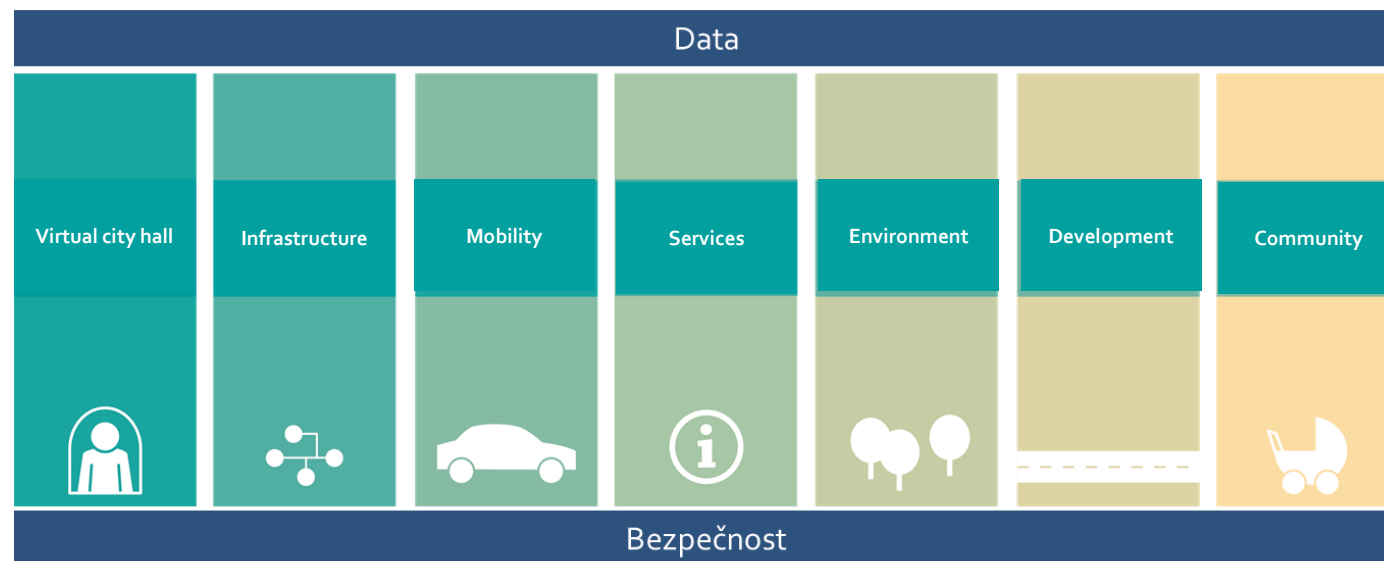 Data
Virtual city hall
Infrastructure
Mobility
Services
Environment
Development
Community
Bezpečnost